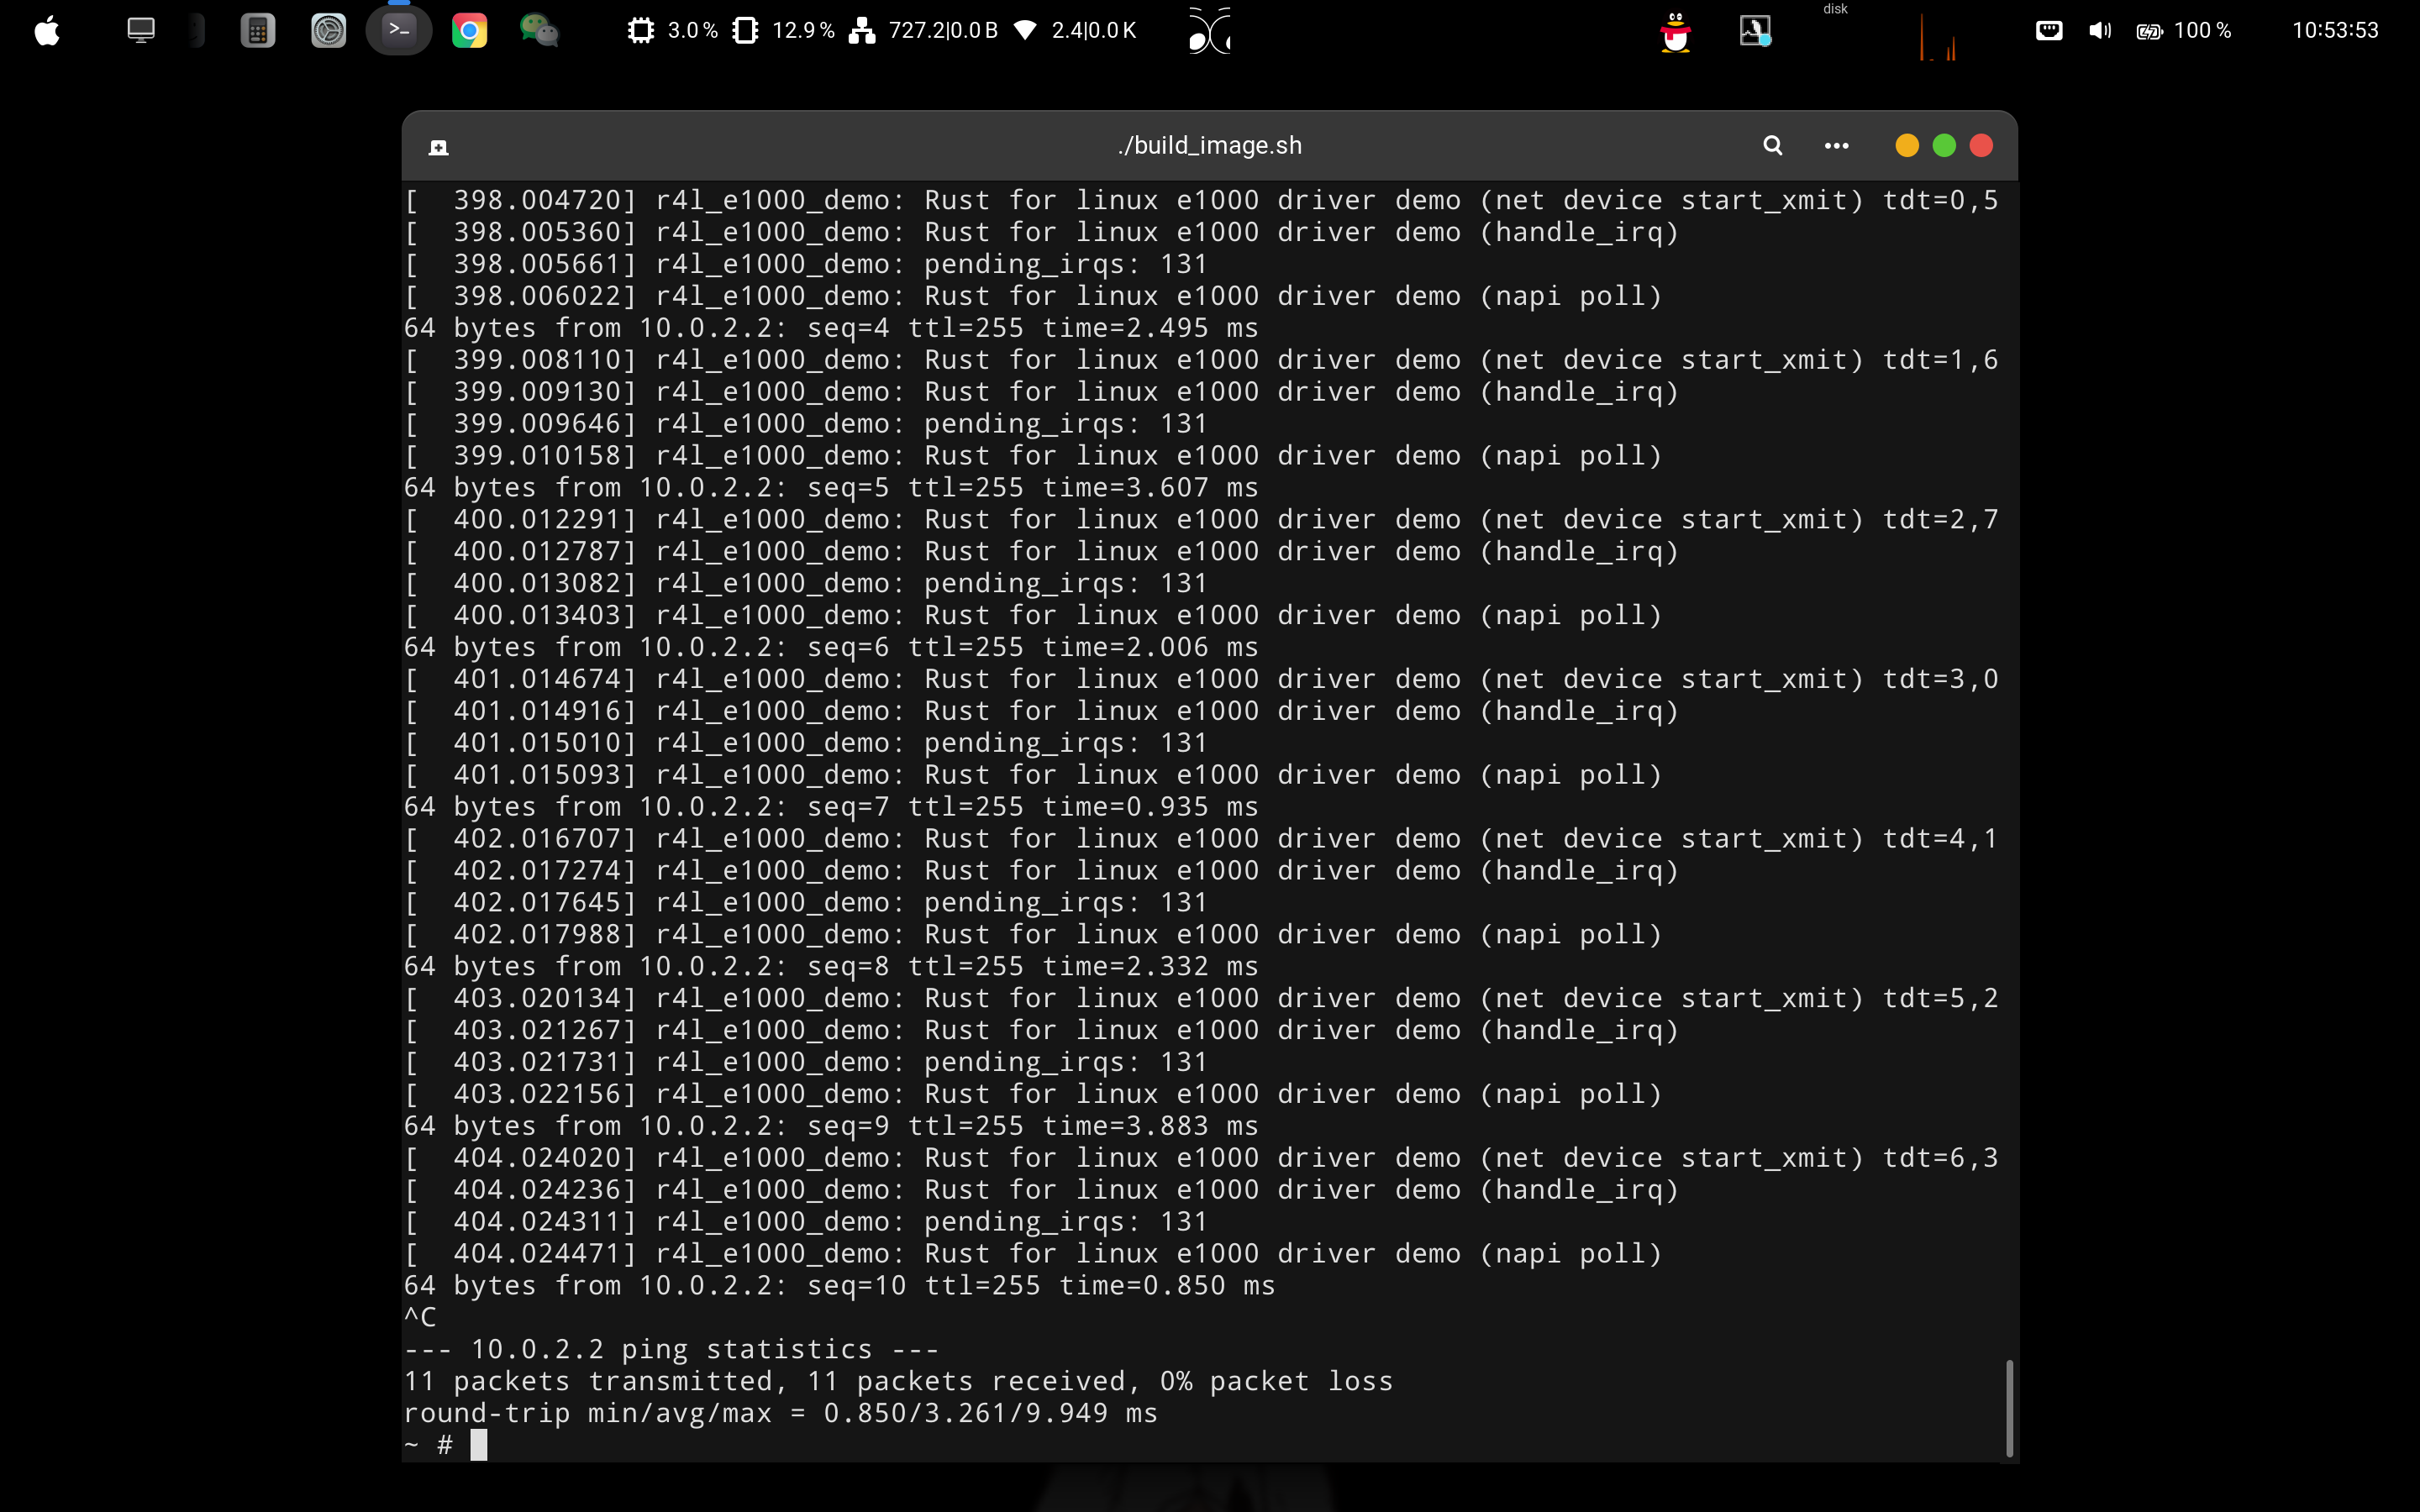 3.0 % 12.9 % 727.2|0.0 B 2.4|0.0 K disk 100 % 10:53:53
./build_image.sh
[  398.004720] r4l_e1000_demo: Rust for linux e1000 driver demo (net device start_xmit) tdt=0,5
[  398.005360] r4l_e1000_demo: Rust for linux e1000 driver demo (handle_irq)
[  398.005661] r4l_e1000_demo: pending_irqs: 131
[  398.006022] r4l_e1000_demo: Rust for linux e1000 driver demo (napi poll)
64 bytes from 10.0.2.2: seq=4 ttl=255 time=2.495 ms
[  399.008110] r4l_e1000_demo: Rust for linux e1000 driver demo (net device start_xmit) tdt=1,6
[  399.009130] r4l_e1000_demo: Rust for linux e1000 driver demo (handle_irq)
[  399.009646] r4l_e1000_demo: pending_irqs: 131
[  399.010158] r4l_e1000_demo: Rust for linux e1000 driver demo (napi poll)
64 bytes from 10.0.2.2: seq=5 ttl=255 time=3.607 ms
[  400.012291] r4l_e1000_demo: Rust for linux e1000 driver demo (net device start_xmit) tdt=2,7
[  400.012787] r4l_e1000_demo: Rust for linux e1000 driver demo (handle_irq)
[  400.013082] r4l_e1000_demo: pending_irqs: 131
[  400.013403] r4l_e1000_demo: Rust for linux e1000 driver demo (napi poll)
64 bytes from 10.0.2.2: seq=6 ttl=255 time=2.006 ms
[  401.014674] r4l_e1000_demo: Rust for linux e1000 driver demo (net device start_xmit) tdt=3,0
[  401.014916] r4l_e1000_demo: Rust for linux e1000 driver demo (handle_irq)
[  401.015010] r4l_e1000_demo: pending_irqs: 131
[  401.015093] r4l_e1000_demo: Rust for linux e1000 driver demo (napi poll)
64 bytes from 10.0.2.2: seq=7 ttl=255 time=0.935 ms
[  402.016707] r4l_e1000_demo: Rust for linux e1000 driver demo (net device start_xmit) tdt=4,1
[  402.017274] r4l_e1000_demo: Rust for linux e1000 driver demo (handle_irq)
[  402.017645] r4l_e1000_demo: pending_irqs: 131
[  402.017988] r4l_e1000_demo: Rust for linux e1000 driver demo (napi poll)
64 bytes from 10.0.2.2: seq=8 ttl=255 time=2.332 ms
[  403.020134] r4l_e1000_demo: Rust for linux e1000 driver demo (net device start_xmit) tdt=5,2
[  403.021267] r4l_e1000_demo: Rust for linux e1000 driver demo (handle_irq)
[  403.021731] r4l_e1000_demo: pending_irqs: 131
[  403.022156] r4l_e1000_demo: Rust for linux e1000 driver demo (napi poll)
64 bytes from 10.0.2.2: seq=9 ttl=255 time=3.883 ms
[  404.024020] r4l_e1000_demo: Rust for linux e1000 driver demo (net device start_xmit) tdt=6,3
[  404.024236] r4l_e1000_demo: Rust for linux e1000 driver demo (handle_irq)
[  404.024311] r4l_e1000_demo: pending_irqs: 131
[  404.024471] r4l_e1000_demo: Rust for linux e1000 driver demo (napi poll)
64 bytes from 10.0.2.2: seq=10 ttl=255 time=0.850 ms
^C
--- 10.0.2.2 ping statistics ---
11 packets transmitted, 11 packets received, 0% packet loss
round-trip min/avg/max = 0.850/3.261/9.949 ms
~ #